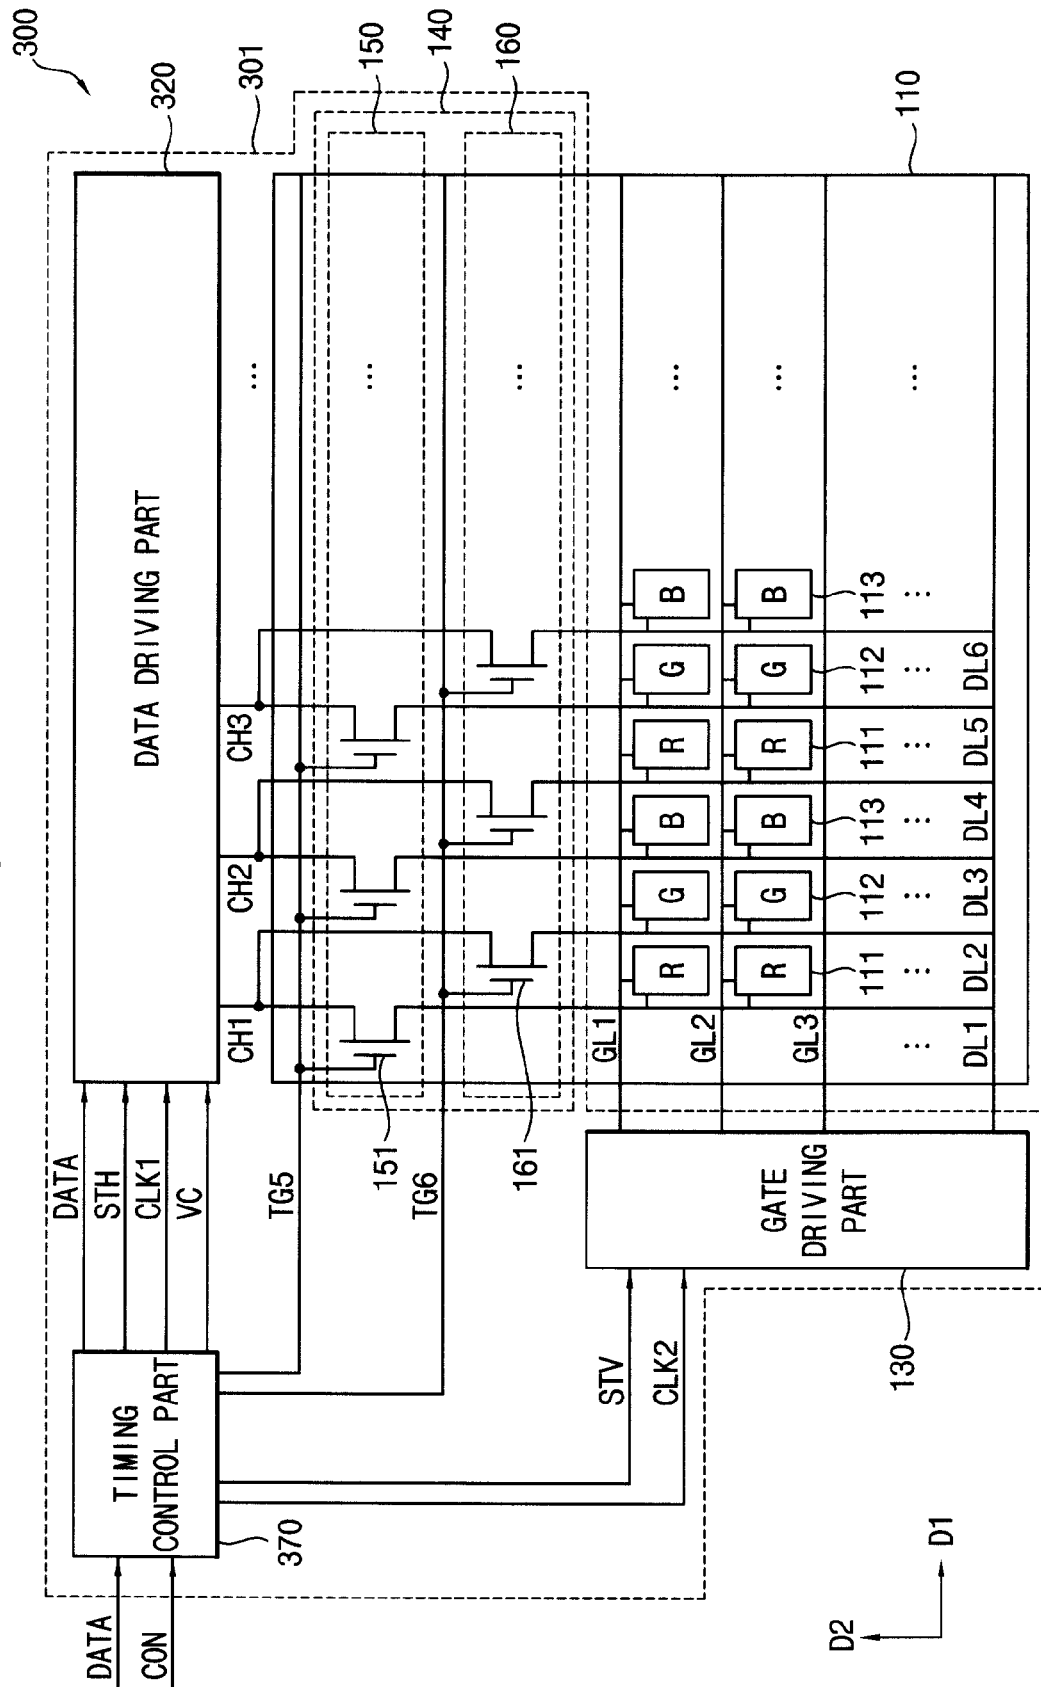 300
301
320
150
140
160
110
DATA DRIVING PART
TIMING
CONTROL PART
370
DATA
CON
DATA
STH
CLK1
VC
CH1
CH2
CH3
...
TG5
151
...
TG6
161
...
STV
CLK2
GATE
DRIVING
PART
130
GL1
R
G
B
R
G
B
...
GL2
R
G
B
R
G
B
...
GL3
111
112
113
111
112
113
...
...
...
...
...
...
...
...
DL1
DL2
DL3
DL4
DL5
DL6
D2
D1